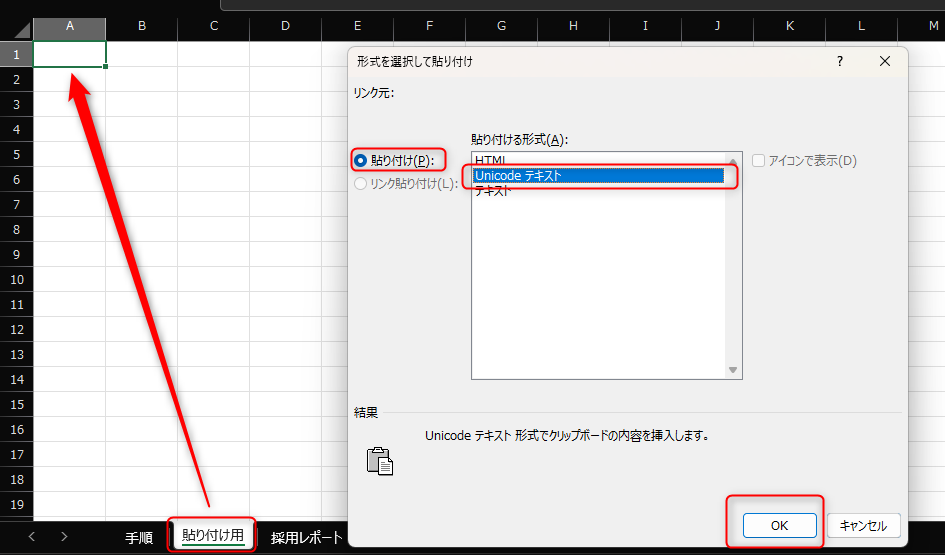 A B C D E F G H I J K L M
1
2
3
4
5
6
7
8
9
10
11
12
13
14
15
16
17
18
19
形式を選択して貼り付け ?
リンク元:
貼り付ける形式(A):
貼り付け(P):
リンク貼り付け(L):
HTML
Unicode テキスト
テキスト
アイコンで表示(D)
結果
Unicode テキスト 形式でクリップボードの内容を挿入します。
OK キャンセル
手順 貼り付け用 採用レポート